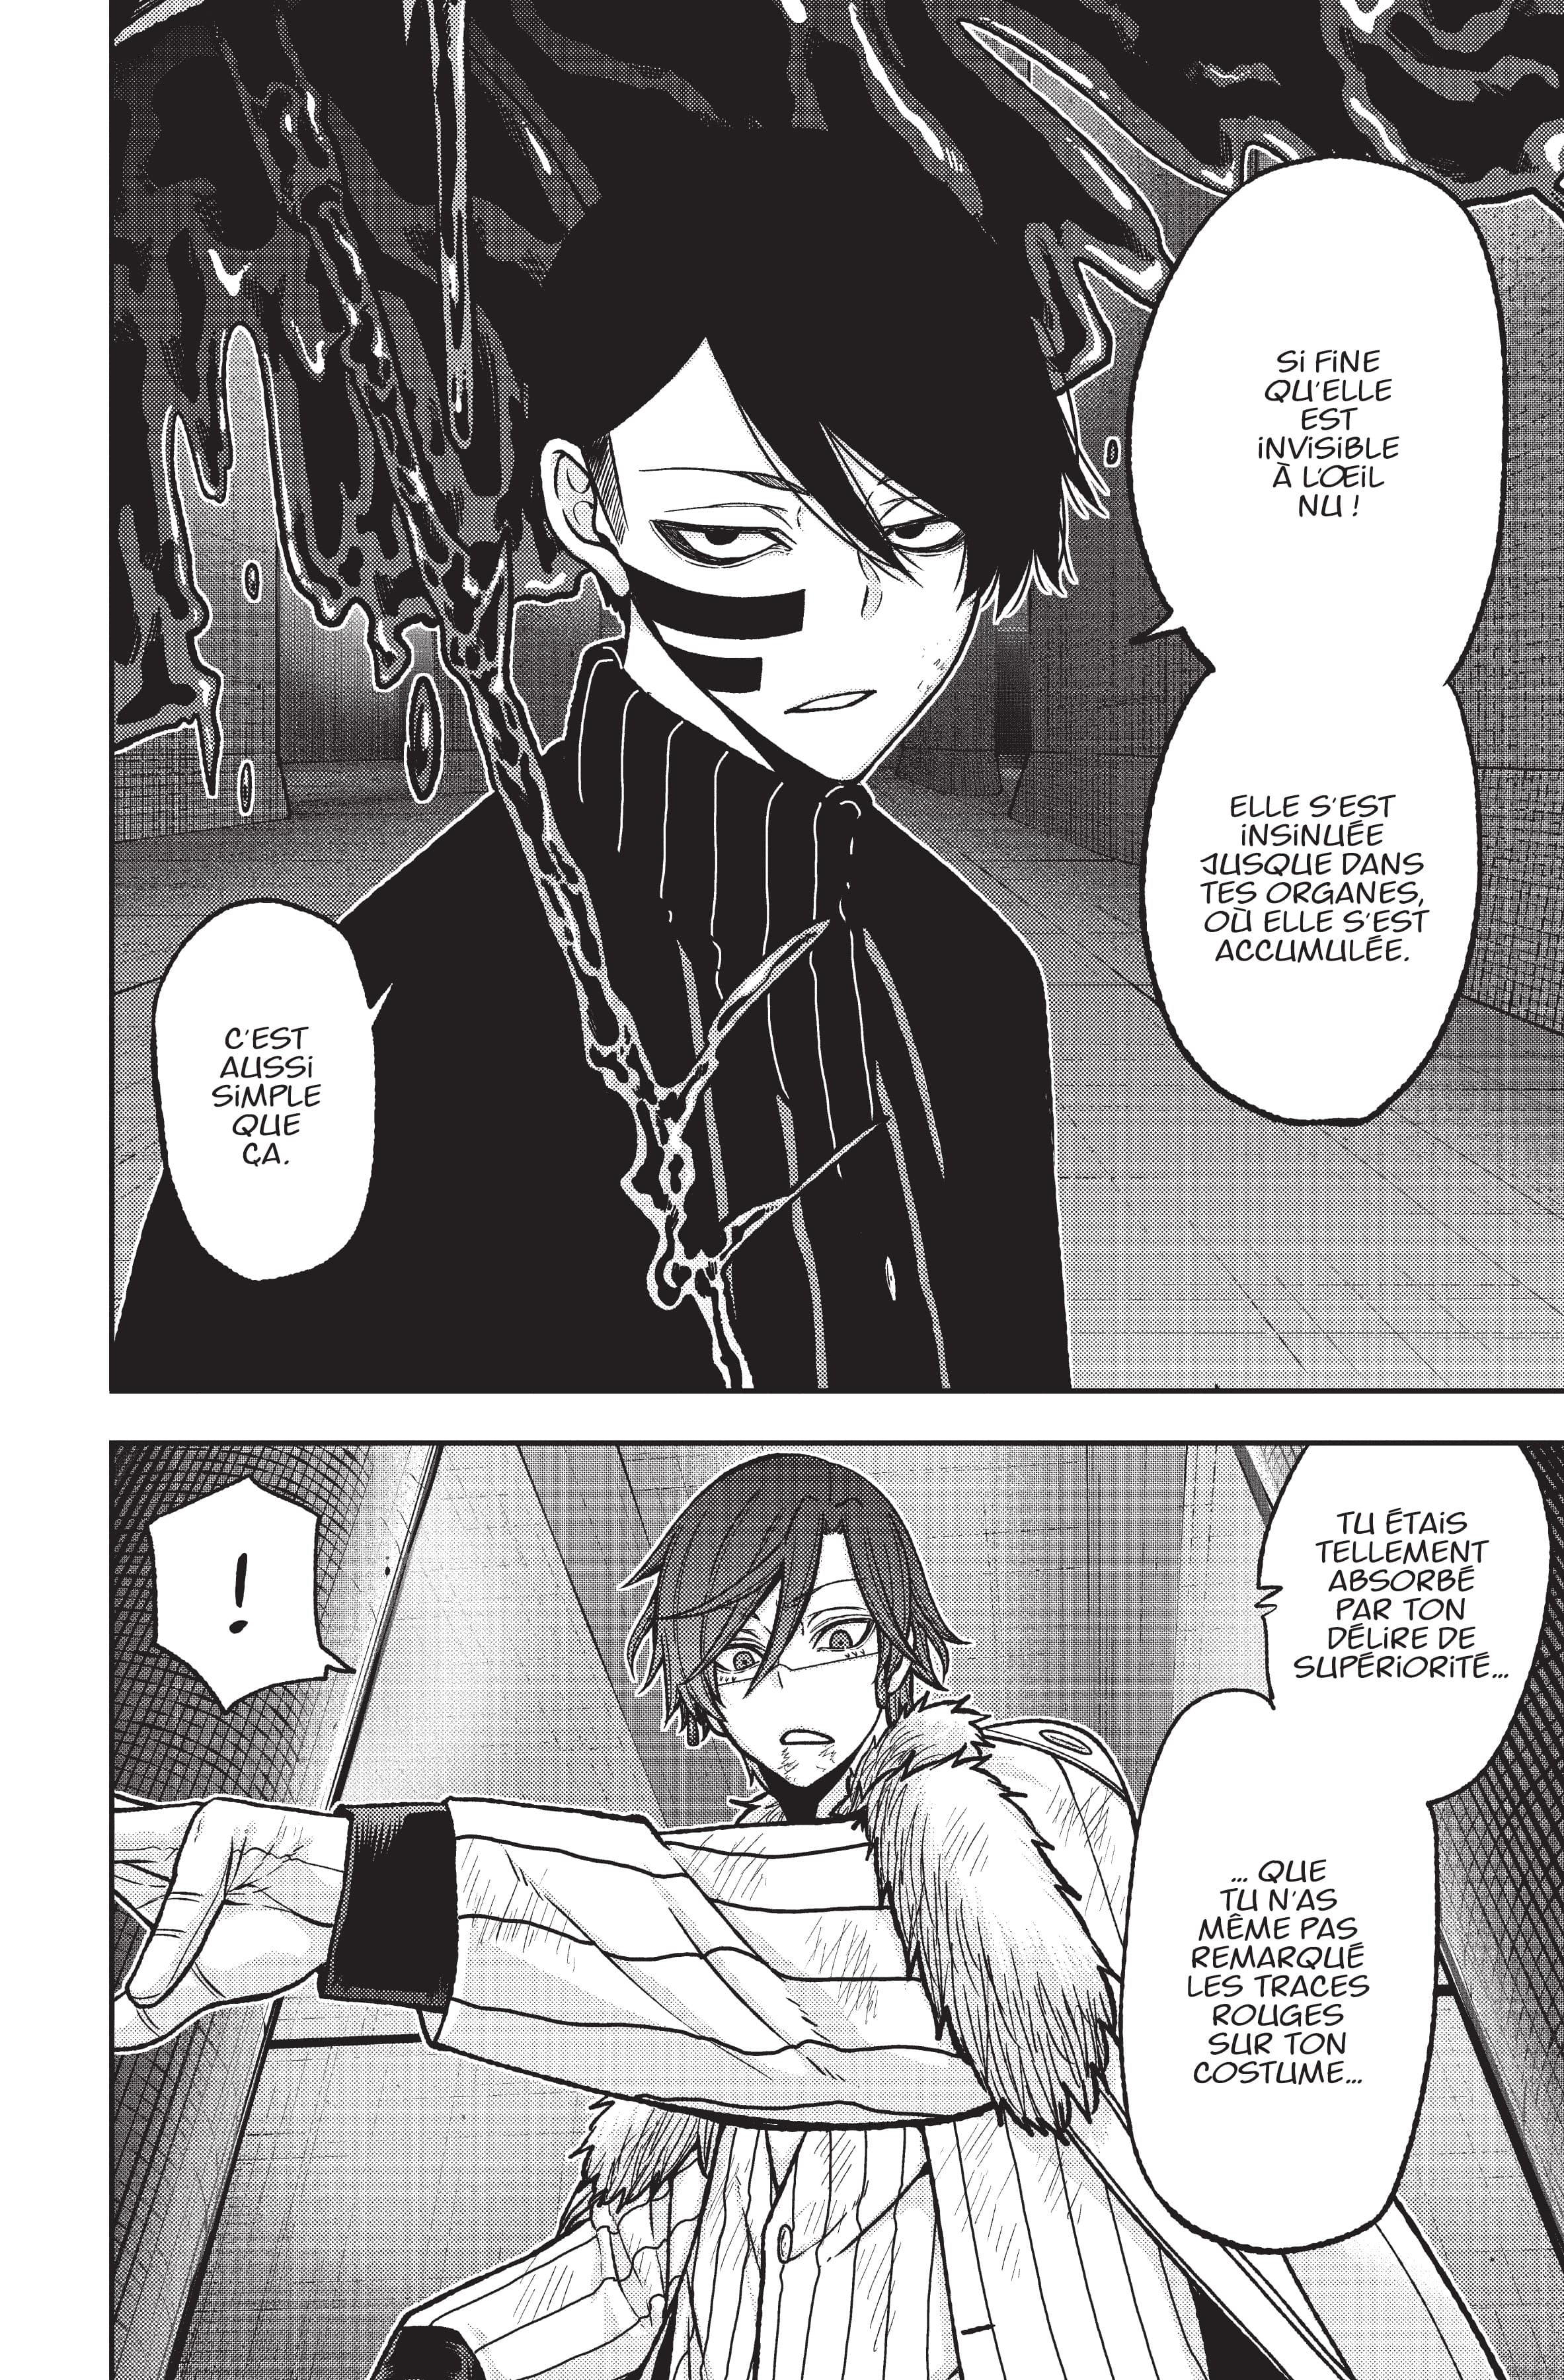 SI FINE
QU'ELLE
EST
INVISIBLE
À L'ŒIL
NU !
ELLE S'EST
INSINUÉE
JUSQUE DANS
TES ORGANES,
OÙ ELLE S'EST
ACCUMULÉE.
C'EST
AUSSI
SIMPLE
QUE
ÇA.
TU ÉTAIS
TELLEMENT
ABSORBÉ
PAR TON
DÉLIRE DE
SUPÉRIORITÉ...
... QUE
TU N'AS
MÊME PAS
REMARQUÉ
LES TRACES
ROUGES
SUR TON
COSTUME...
!